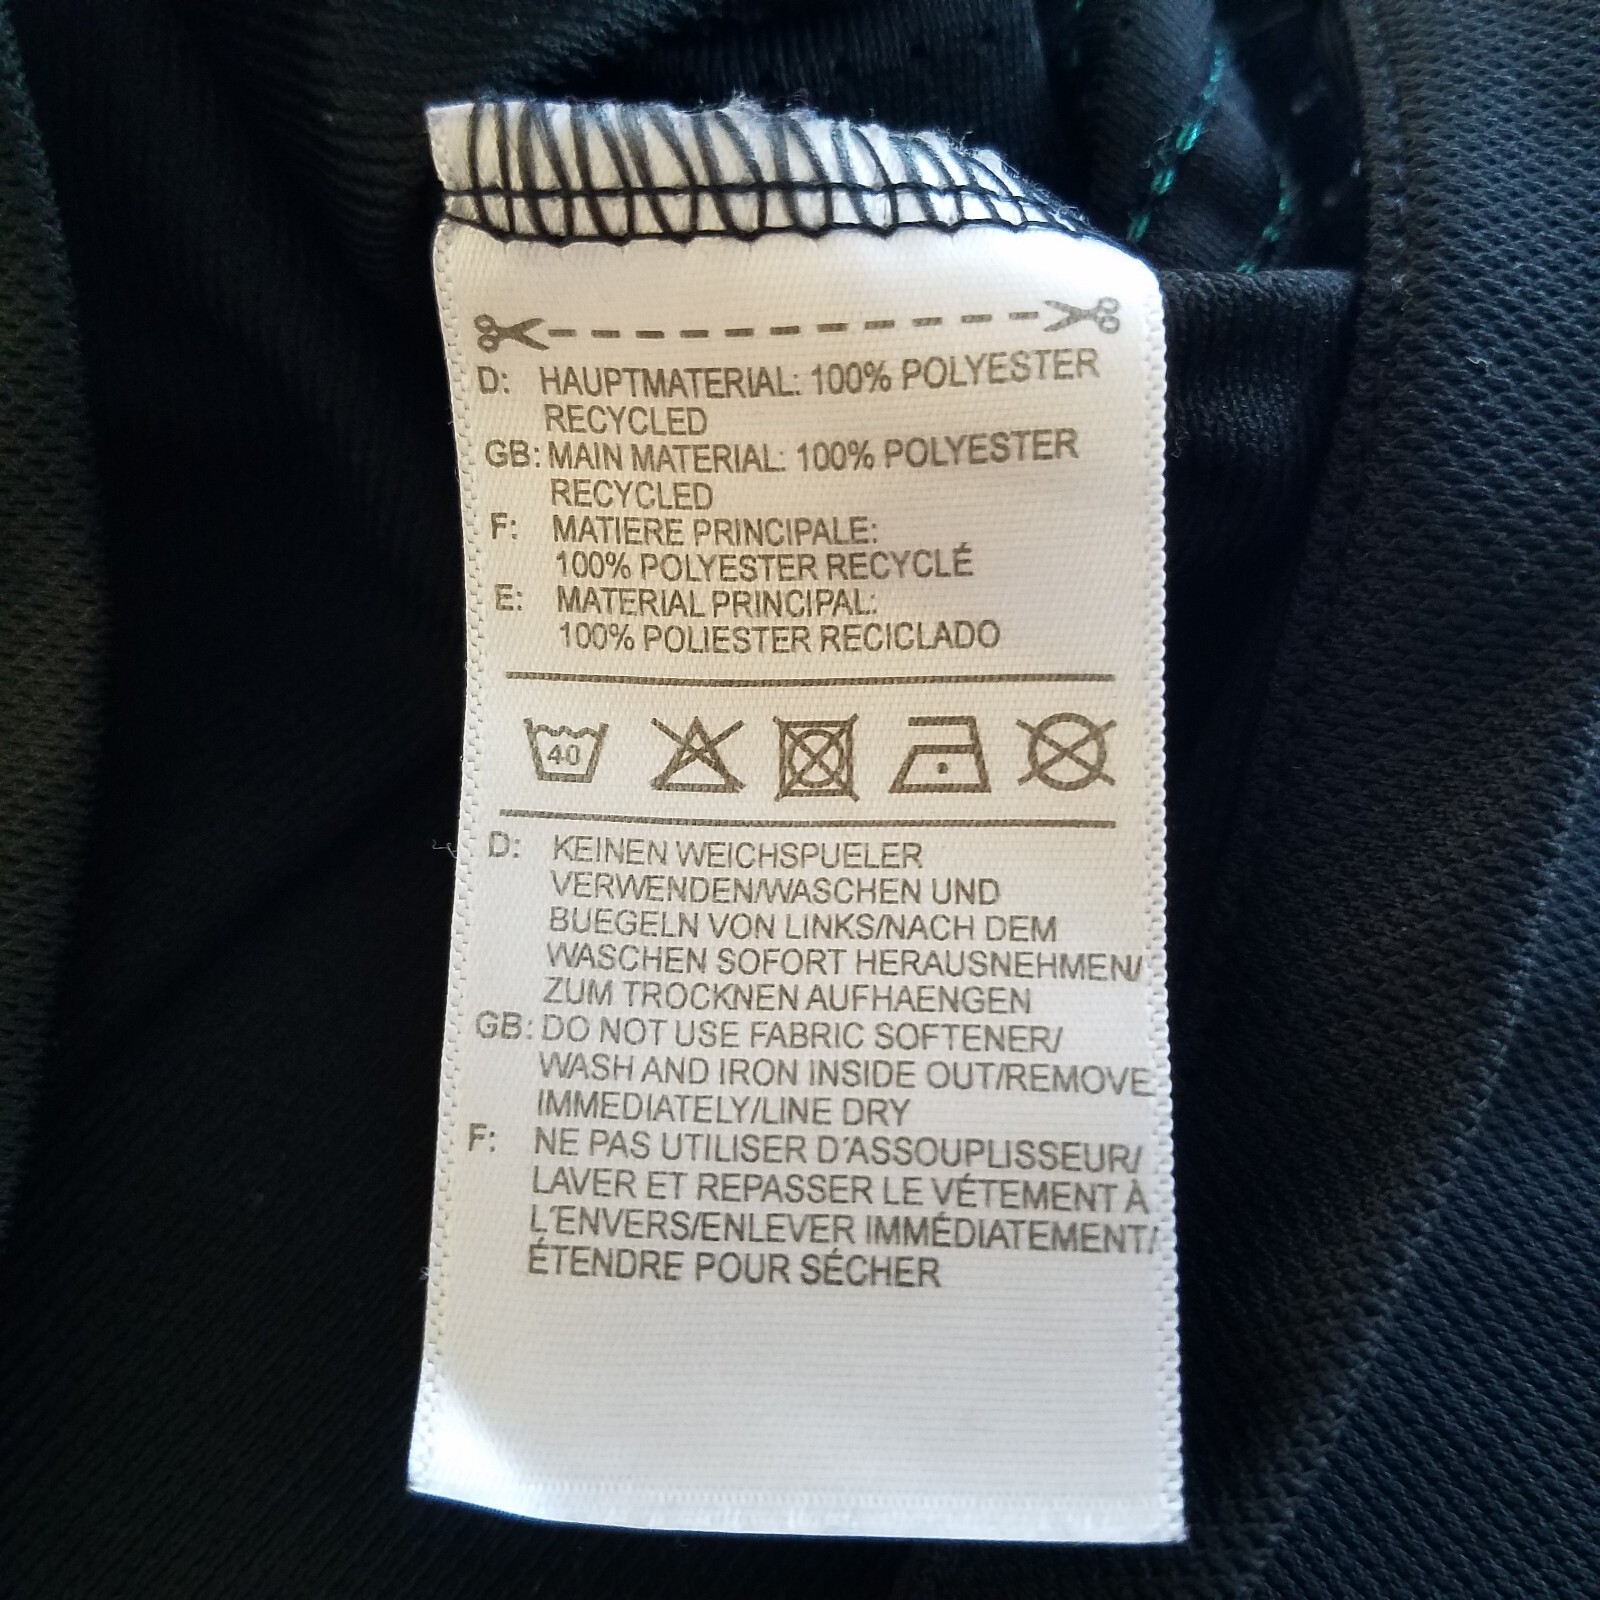 D: HAUPTMATERIAL: 100% POLYESTER
RECYCLED
GB: MAIN MATERIAL: 100% POLYESTER
RECYCLED
F: MATIERE PRINCIPALE:
100% POLYESTER RECYCLÉ
E: MATERIAL PRINCIPAL:
100% POLIESTER RECICLADO
40
D: KEINEN WEICHSPUELER
VERWENDEN/WASCHEN UND
BUEGELN VON LINKS/NACH DEM
WASCHEN SOFORT HERAUSNEHMEN/
ZUM TROCKNEN AUFHAENGEN
GB: DO NOT USE FABRIC SOFTENER/
WASH AND IRON INSIDE OUT/REMOVE
IMMEDIATELY/LINE DRY
F: NE PAS UTILISER D'ASSOUPLISSEUR/
LAVER ET REPASSER LE VÉTEMENT À
L'ENVERS/ENLEVER IMMÉDIATEMENT/
ÉTENDRE POUR SÉCHER